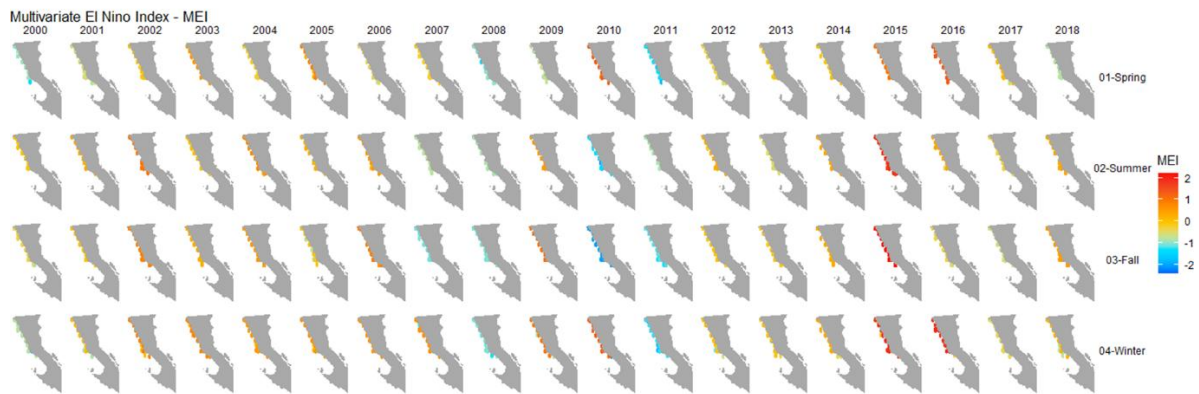 Multivariate El Nino Index - MEI
2000 2001 2002 2003 2004 2005 2006 2007 2008 2009 2010 2011 2012 2013 2014 2015 2016 2017 2018
01-Spring
02-Summer
MEI
2
1
0
-1
-2
03-Fall
04-Winter